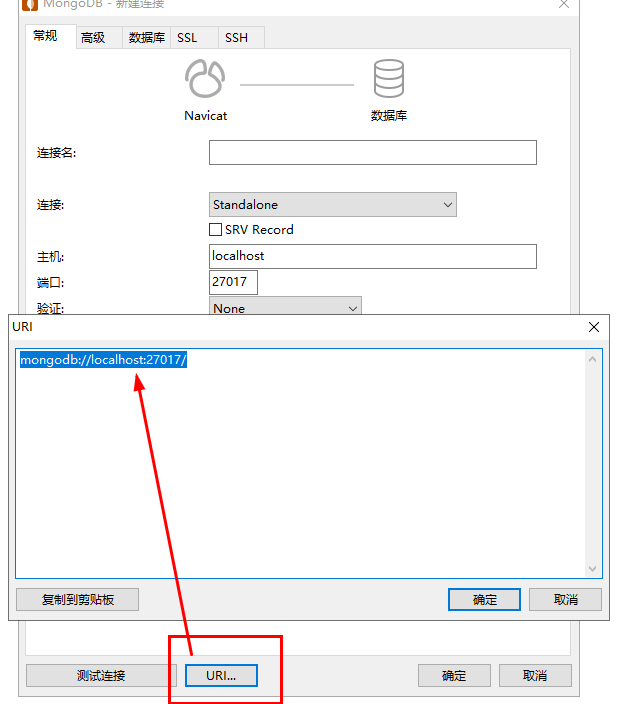 MongoDB - 新建连接
常规
高级
数据库
SSL
SSH
Navicat
数据库
连接名:
连接:
Standalone
SRV Record
主机:
localhost
端口:
27017
验证:
None
URI
mongodb://localhost:27017/
复制到剪贴板
确定
取消
测试连接
URI...
确定
取消